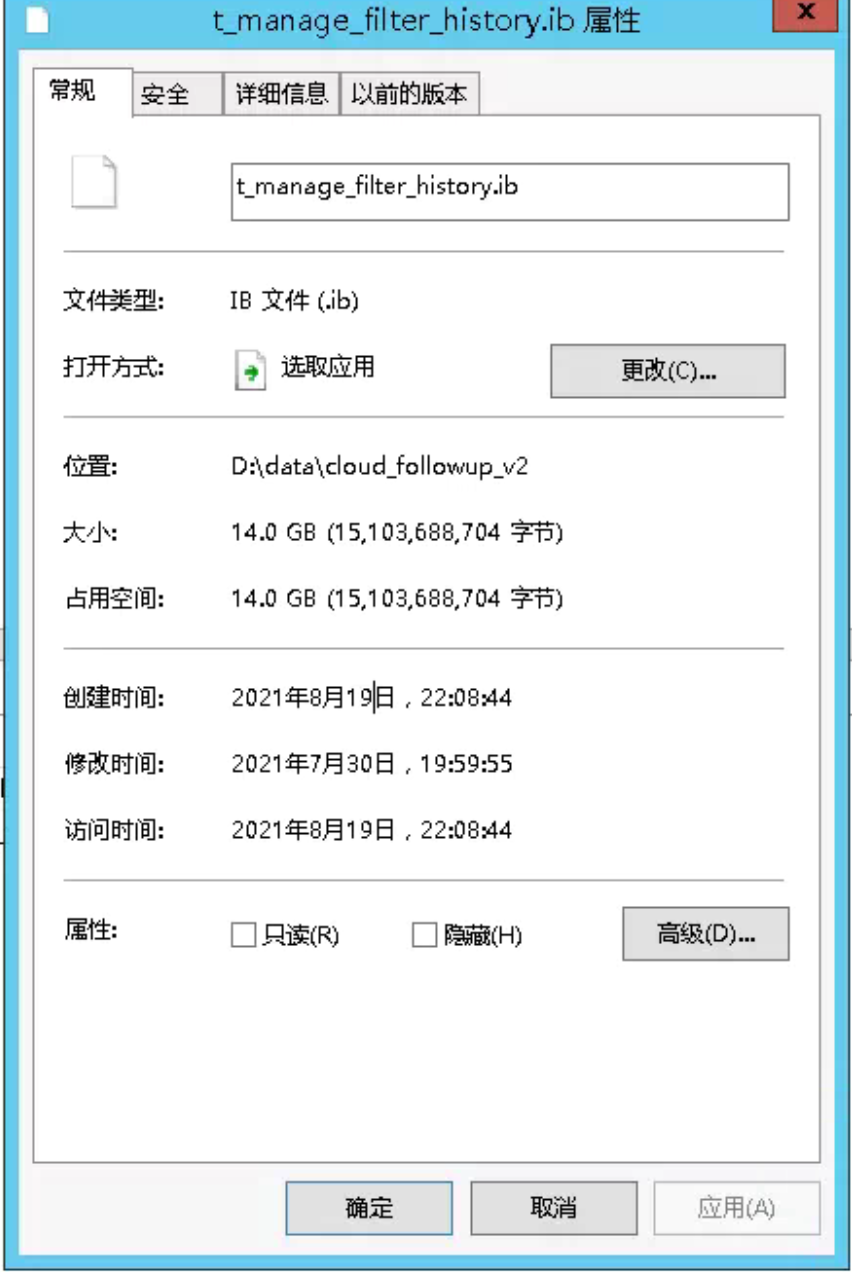 t_manage_filter_history.ib 属性
x
常规 安全 详细信息 以前的版本
t_manage_filter_history.ib
文件类型: IB 文件 (.ib)
打开方式: 选取应用 更改(C)...
位置: D:\data\cloud_followup_v2
大小: 14.0 GB (15,103,688,704 字节)
占用空间: 14.0 GB (15,103,688,704 字节)
创建时间: 2021年8月19日，22:08:44
修改时间: 2021年7月30日，19:59:55
访问时间: 2021年8月19日，22:08:44
属性: 只读(R) 隐藏(H) 高级(D)...
确定 取消 应用(A)